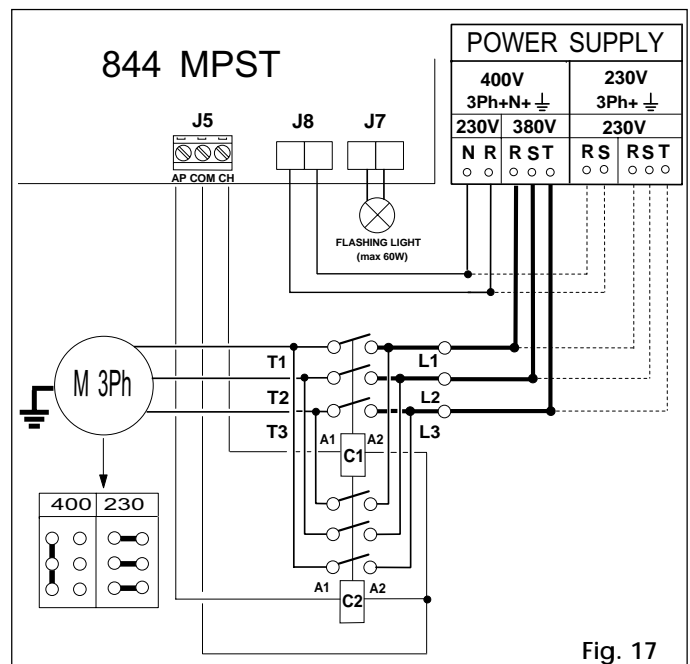 844 MPST
POWER SUPPLY
400V
3Ph+N+
230V
3Ph+
230V 380V
230V
N R R S T
R S R S T
J5
J8
J7
AP COM CH
FLASHING LIGHT
(max 60W)
M 3Ph
T1
L1
T2
L2
T3
L3
A1
A2
C1
A1
A2
C2
400 230
Fig. 17